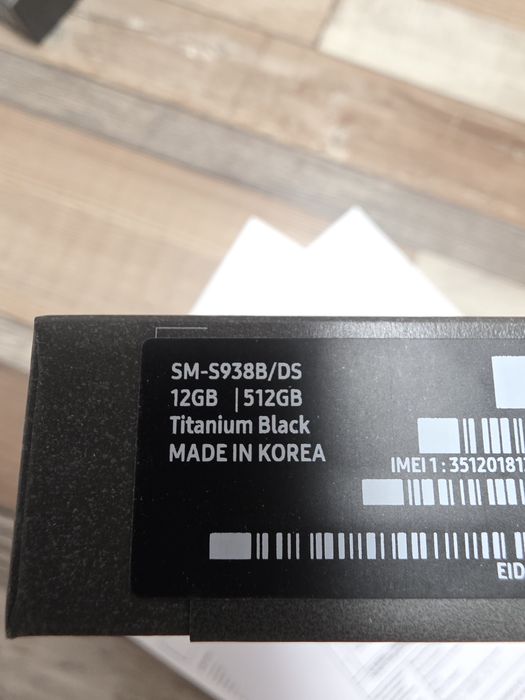 SM-S938B/DS
12GB | 512GB
Titanium Black
MADE IN KOREA
IMEI 1 : 35120181
EID